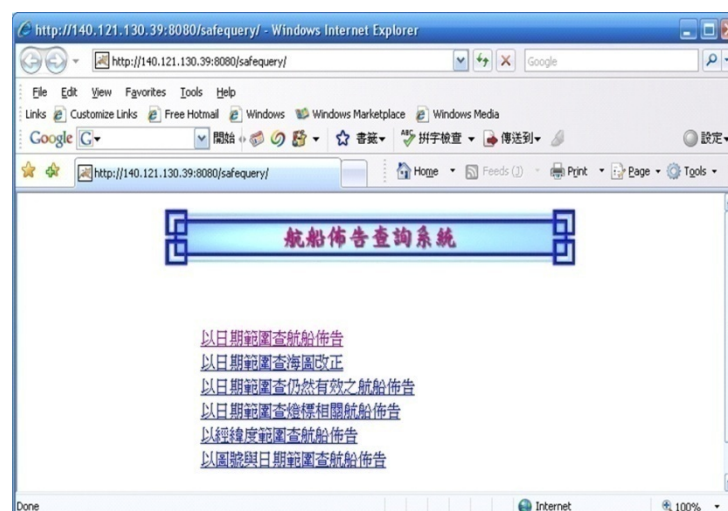 http://140.121.130.39:8080/safequery/ - Windows Internet Explorer
http://140.121.130.39:8080/safequery/ Google
File Edit View Favorites Tools Help
Links Customize Links Free Hotmail Windows Windows Marketplace Windows Media
Google G 開始 書籤 拼字檢查 傳送到 設定
http://140.121.130.39:8080/safequery/ Home Feeds (J) Print Page Tools
航船佈告查詢系統
以日期範圍查航船佈告
以日期範圍查海圖改正
以日期範圍查仍然有效之航船佈告
以日期範圍查燈標相關航船佈告
以經緯度範圍查航船佈告
以圖號與日期範圍查航船佈告
Done Internet 100%